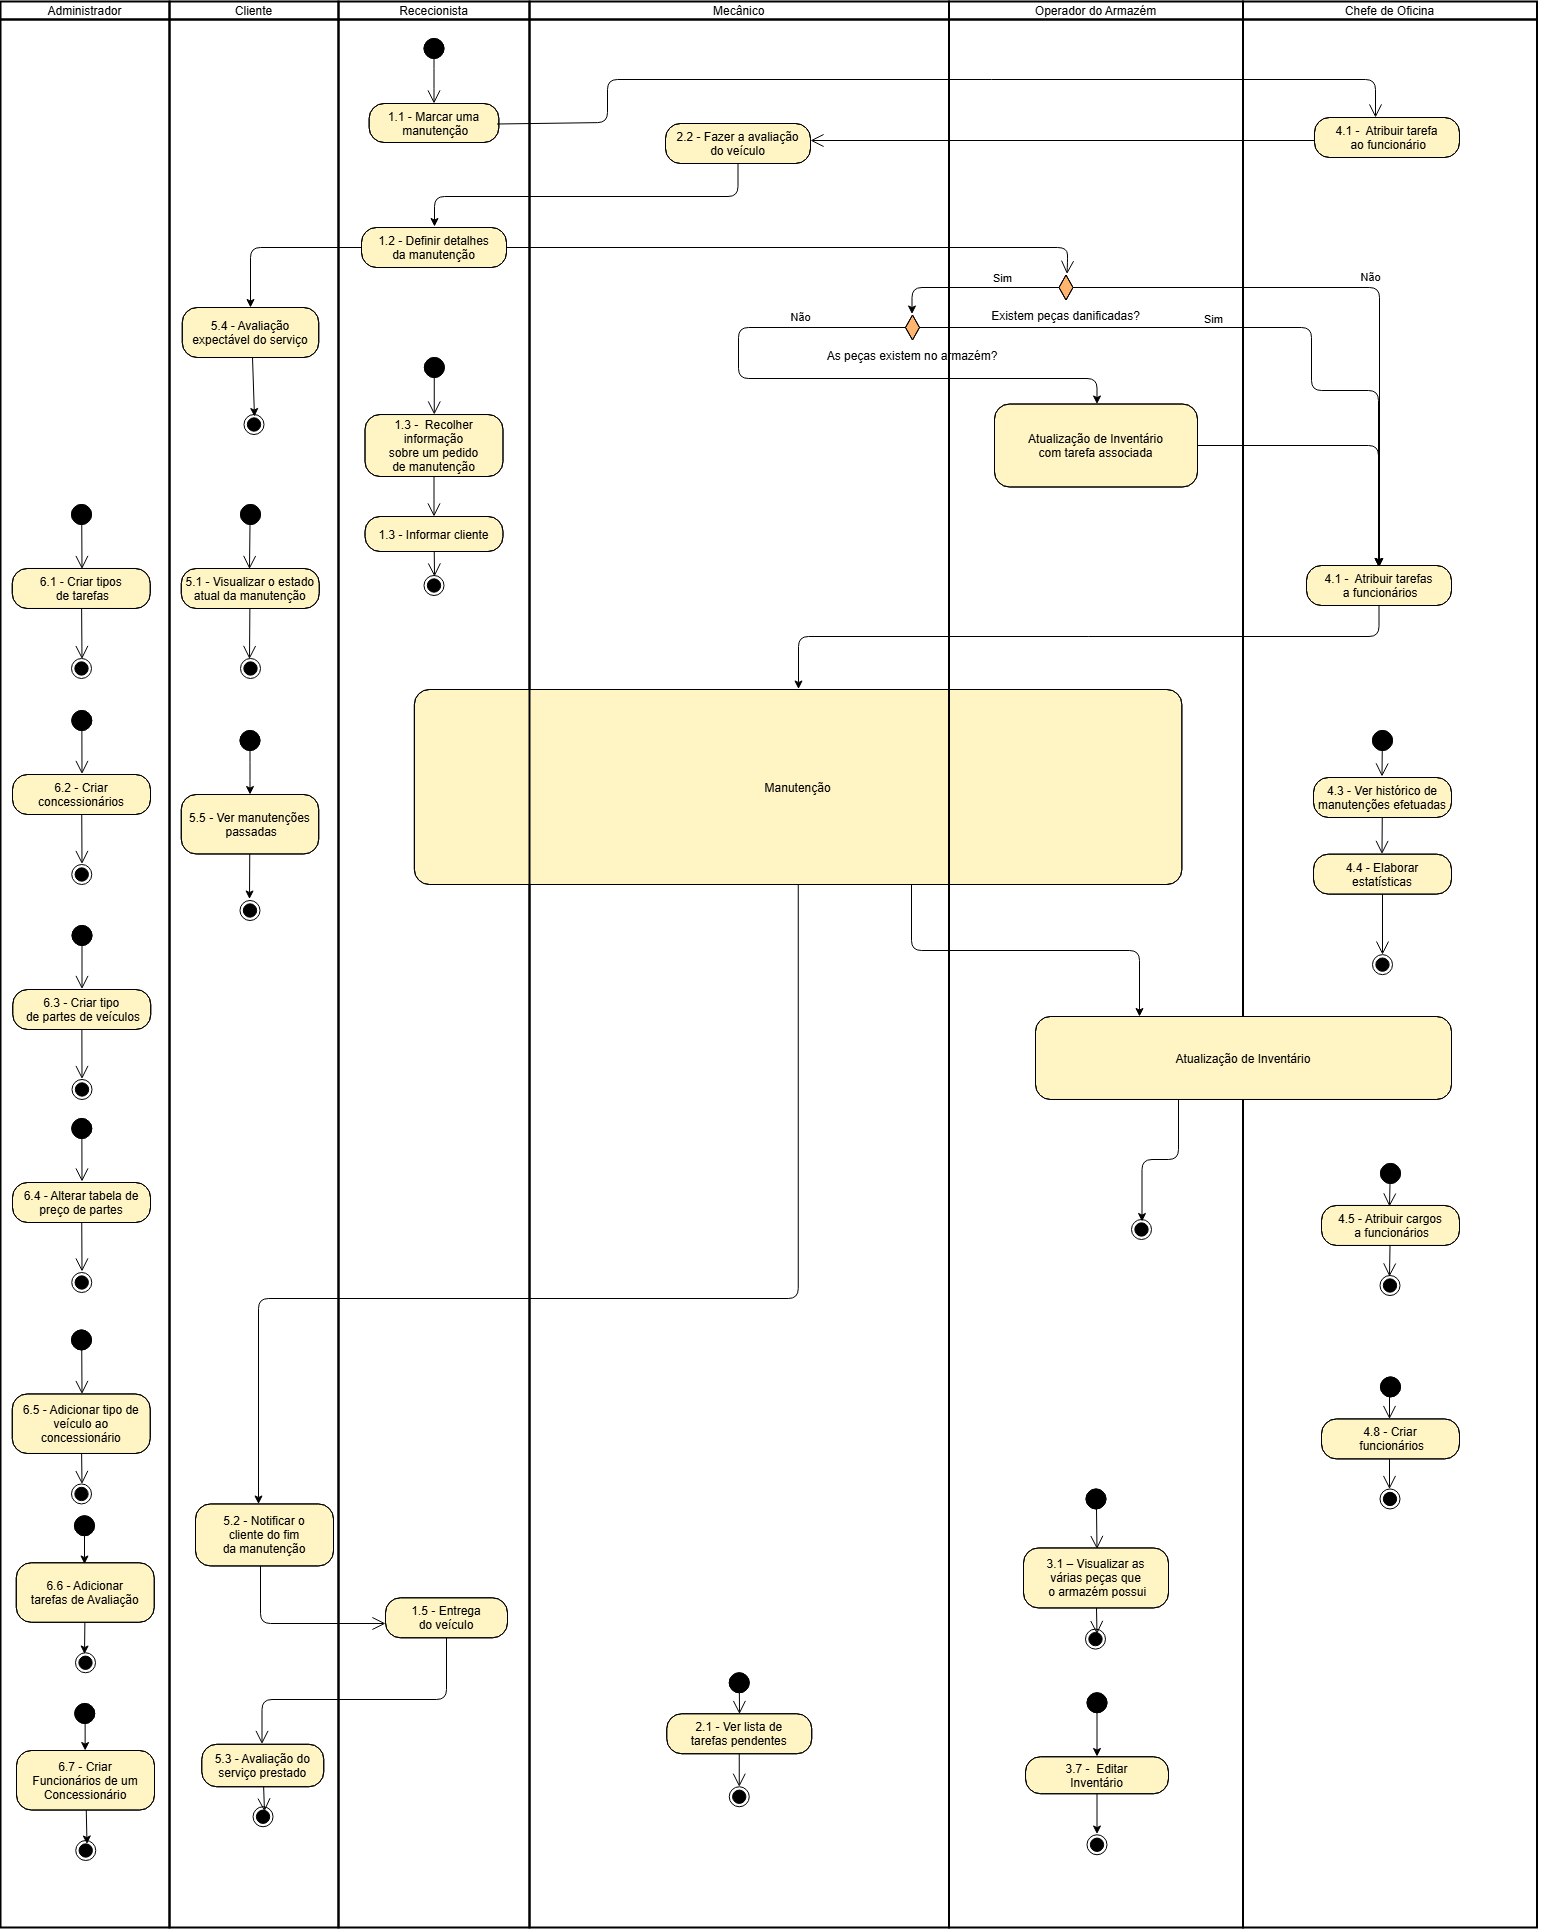 Administrador
Cliente
Rececionista
Mecânico
Operador do Armazém
Chefe de Oficina
1.1 - Marcar uma
manutenção
2.2 - Fazer a avaliação
do veículo
4.1 -  Atribuir tarefa
ao funcionário
1.2 - Definir detalhes
da manutenção
Sim
Não
Existem peças danificadas?
Não
Sim
As peças existem no armazém?
5.4 - Avaliação
expectável do serviço
1.3 -  Recolher
informação
sobre um pedido
de manutenção
Atualização de Inventário
com tarefa associada
1.3 - Informar cliente
6.1 - Criar tipos
de tarefas
5.1 - Visualizar o estado
atual da manutenção
4.1 -  Atribuir tarefas
a funcionários
Manutenção
6.2 - Criar
concessionários
5.5 - Ver manutenções
passadas
4.3 - Ver histórico de
manutenções efetuadas
4.4 - Elaborar
estatísticas
6.3 - Criar tipo
de partes de veículos
Atualização de Inventário
6.4 - Alterar tabela de
preço de partes
4.5 - Atribuir cargos
a funcionários
6.5 - Adicionar tipo de
veículo ao
concessionário
4.8 - Criar
funcionários
5.2 - Notificar o
cliente do fim
da manutenção
3.1 – Visualizar as
várias peças que
o armazém possui
6.6 - Adicionar
tarefas de Avaliação
1.5 - Entrega
do veículo
2.1 - Ver lista de
tarefas pendentes
5.3 - Avaliação do
serviço prestado
6.7 - Criar
Funcionários de um
Concessionário
3.7 -  Editar
Inventário